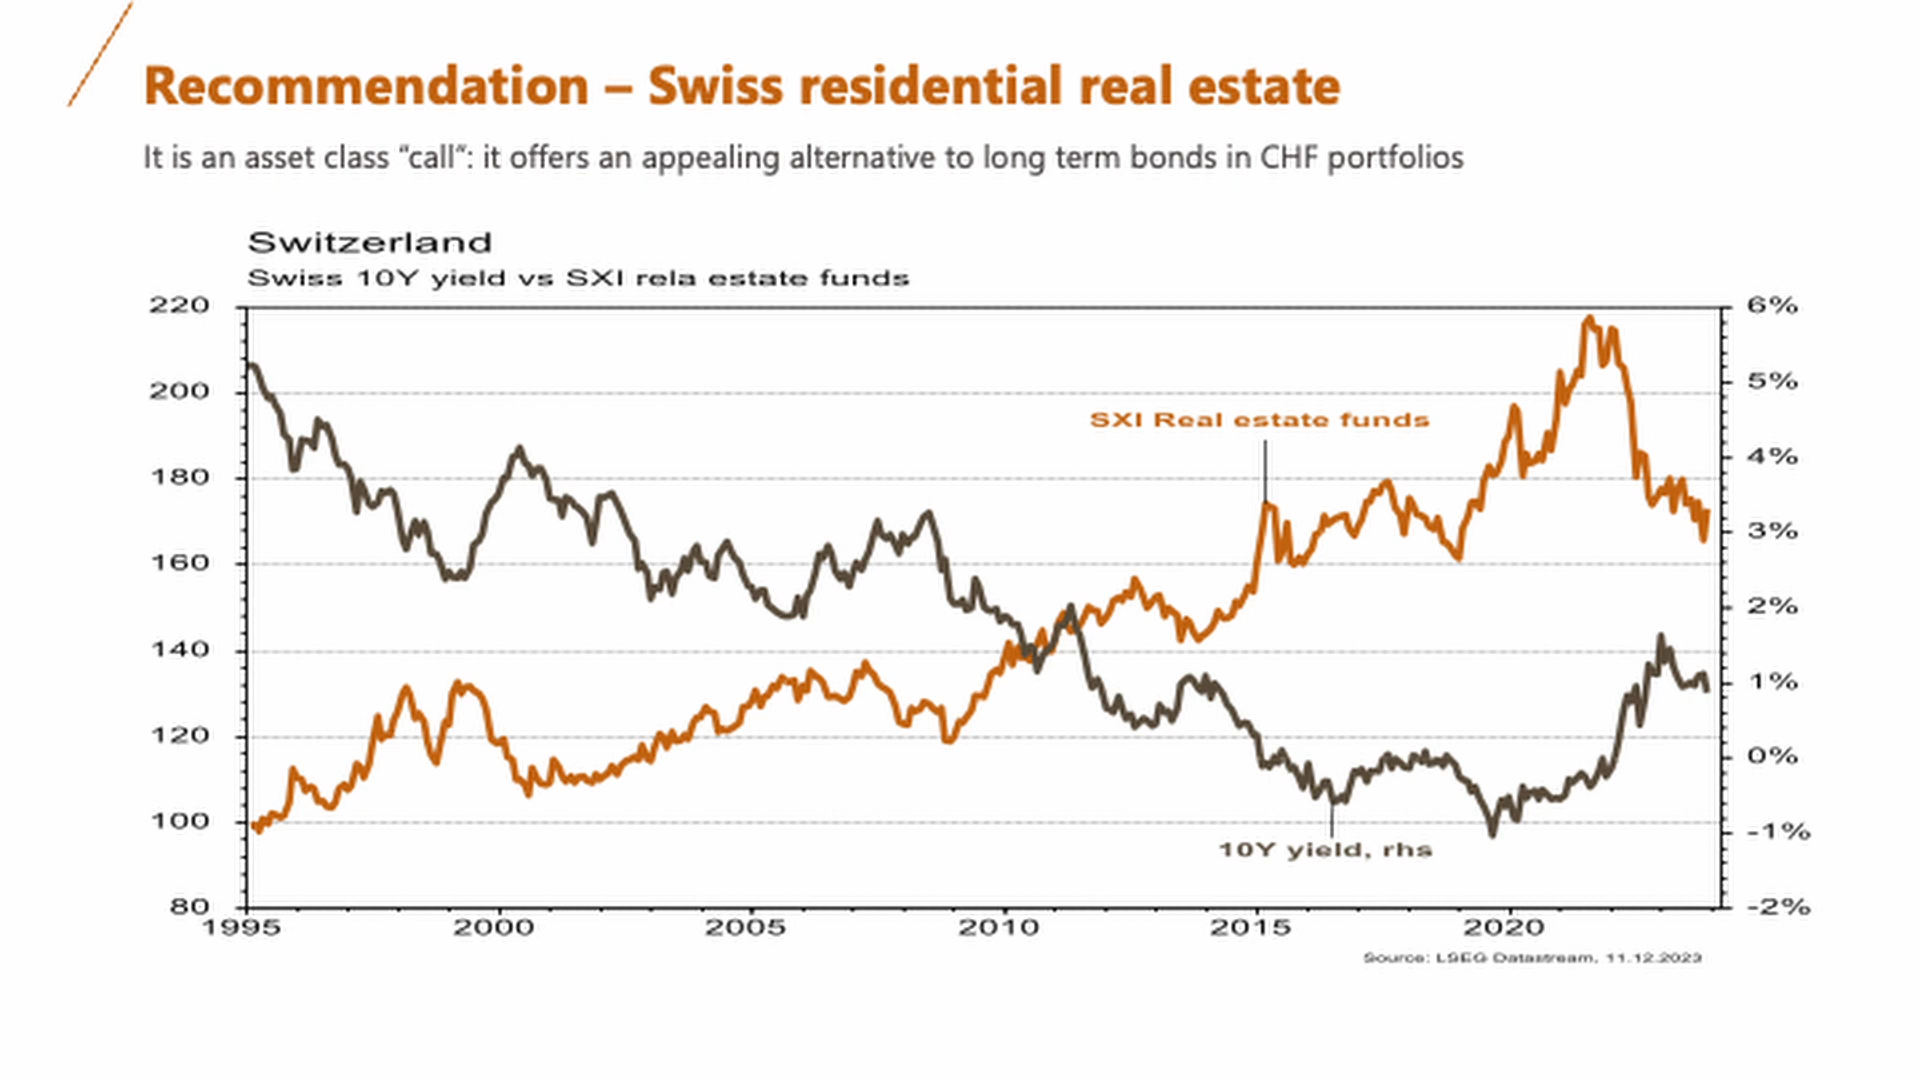 Recommendation – Swiss residential real estate
It is an asset class “call”: it offers an appealing alternative to long term bonds in CHF portfolios
Switzerland
Swiss 10Y yield vs SXI rela estate funds
220 6%
200 5%
180 4%
160 3%
140 2%
120 1%
100 0%
80 -1%
-2%
SXI Real estate funds
10Y yield, rhs
1995 2000 2005 2010 2015 2020
Source: LSEG Datastream, 11.12.2023